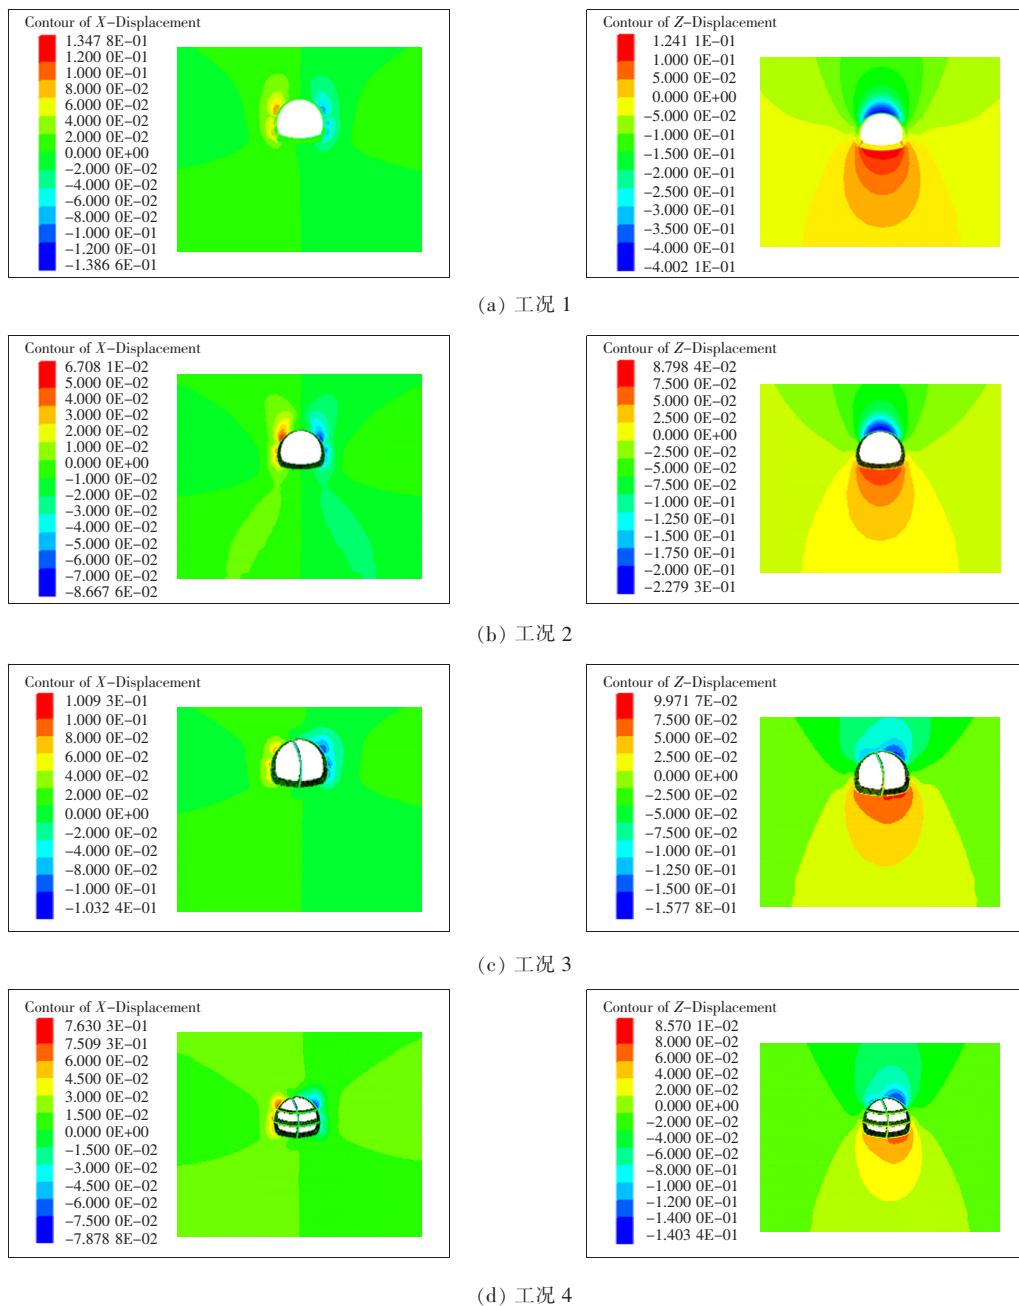 Contour of X-Displacement
1.347 8E-01
1.200 0E-01
1.000 0E-01
8.000 0E-02
6.000 0E-02
4.000 0E-02
2.000 0E-02
0.000 0E+00
-2.000 0E-02
-4.000 0E-02
-6.000 0E-02
-8.000 0E-02
-1.000 0E-01
-1.200 0E-01
-1.386 6E-01
Contour of Z-Displacement
1.241 1E-01
1.000 0E-01
5.000 0E-02
0.000 0E+00
-5.000 0E-02
-1.000 0E-01
-1.500 0E-01
-2.000 0E-01
-2.500 0E-01
-3.000 0E-01
-3.500 0E-01
-4.000 0E-01
-4.002 1E-01
(a) 工况 1
Contour of X-Displacement
6.708 1E-02
5.000 0E-02
4.000 0E-02
3.000 0E-02
2.000 0E-02
1.000 0E-02
0.000 0E+00
-1.000 0E-02
-2.000 0E-02
-3.000 0E-02
-4.000 0E-02
-5.000 0E-02
-6.000 0E-02
-7.000 0E-02
-8.667 6E-02
Contour of Z-Displacement
8.798 4E-02
7.500 0E-02
5.000 0E-02
2.500 0E-02
0.000 0E+00
-2.500 0E-02
-5.000 0E-02
-7.500 0E-02
-1.000 0E-01
-1.250 0E-01
-1.500 0E-01
-1.750 0E-01
-2.000 0E-01
-2.279 3E-01
(b) 工况 2
Contour of X-Displacement
1.009 3E-01
1.000 0E-01
8.000 0E-02
6.000 0E-02
4.000 0E-02
2.000 0E-02
0.000 0E+00
-2.000 0E-02
-4.000 0E-02
-8.000 0E-02
-1.000 0E-01
-1.032 4E-01
Contour of Z-Displacement
9.971 7E-02
7.500 0E-02
5.000 0E-02
2.500 0E-02
0.000 0E+00
-2.500 0E-02
-5.000 0E-02
-7.500 0E-02
-1.000 0E-01
-1.250 0E-01
-1.500 0E-01
-1.577 8E-01
(c) 工况 3
Contour of X-Displacement
7.630 3E-01
7.509 3E-01
6.000 0E-02
4.500 0E-02
3.000 0E-02
1.500 0E-02
0.000 0E+00
-1.500 0E-02
-3.000 0E-02
-4.500 0E-02
-6.000 0E-02
-7.500 0E-02
-7.878 8E-02
Contour of Z-Displacement
8.570 1E-02
8.000 0E-02
6.000 0E-02
4.000 0E-02
2.000 0E-02
0.000 0E+00
-2.000 0E-02
-4.000 0E-02
-6.000 0E-02
-8.000 0E-01
-1.000 0E-01
-1.200 0E-01
-1.400 0E-01
-1.403 4E-01
(d) 工况 4